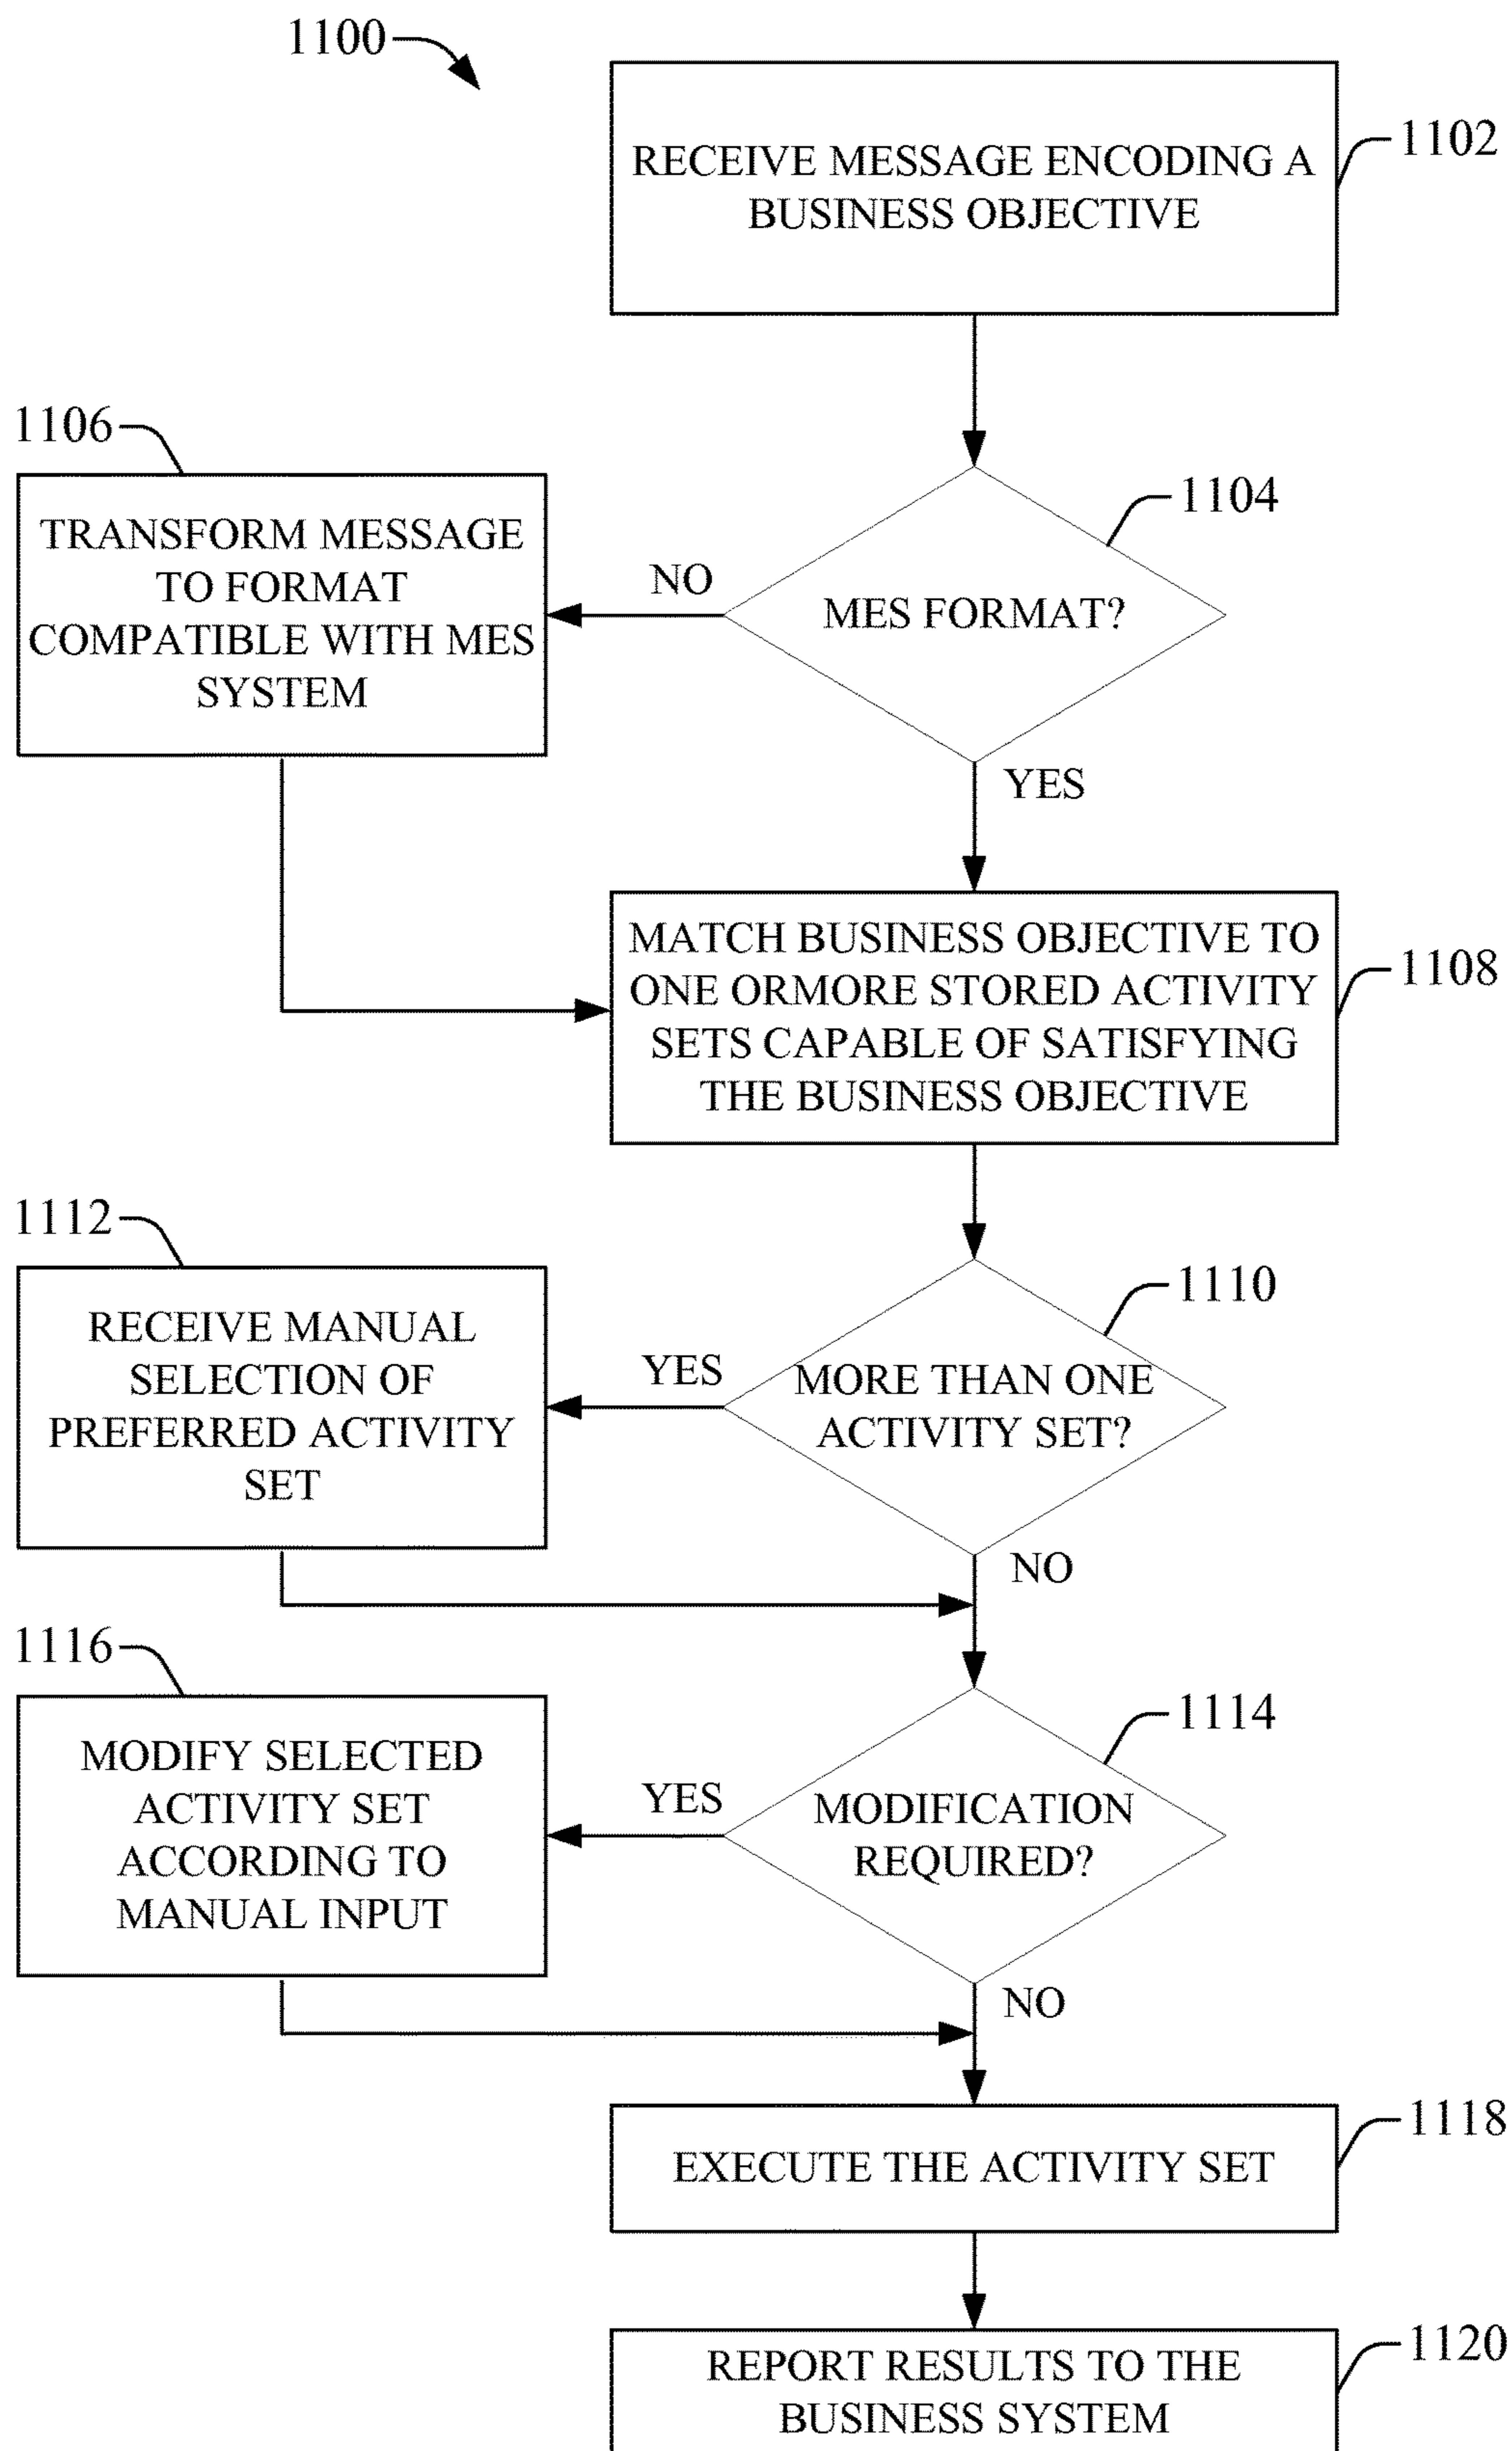 1100
RECEIVE MESSAGE ENCODING A
BUSINESS OBJECTIVE
1102
1104
MES FORMAT?
NO
YES
1106
TRANSFORM MESSAGE
TO FORMAT
COMPATIBLE WITH MES
SYSTEM
MATCH BUSINESS OBJECTIVE TO
ONE ORMORE STORED ACTIVITY
SETS CAPABLE OF SATISFYING
THE BUSINESS OBJECTIVE
1108
1110
MORE THAN ONE
ACTIVITY SET?
YES
NO
1112
RECEIVE MANUAL
SELECTION OF
PREFERRED ACTIVITY
SET
1114
MODIFICATION
REQUIRED?
YES
NO
1116
MODIFY SELECTED
ACTIVITY SET
ACCORDING TO
MANUAL INPUT
EXECUTE THE ACTIVITY SET
1118
REPORT RESULTS TO THE
BUSINESS SYSTEM
1120